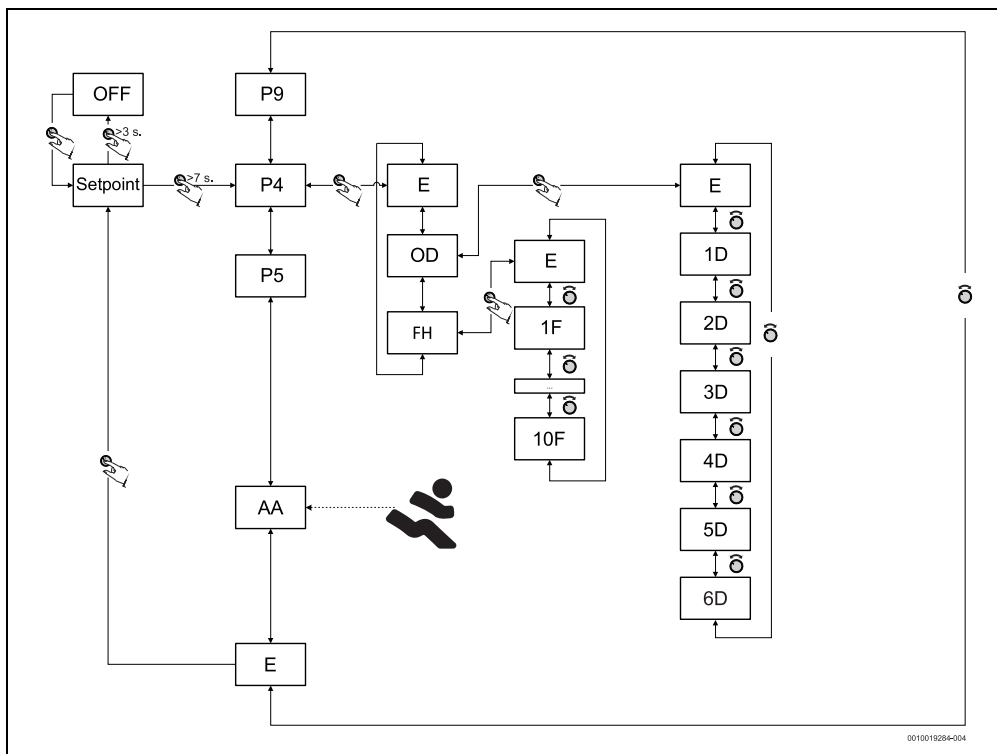 OFF
P9
>3 s.
Setpoint
>7 s.
P4
E
E
OD
E
1D
P5
FH
1F
2D
...
3D
10F
4D
AA
5D
6D
E
0010019284-004